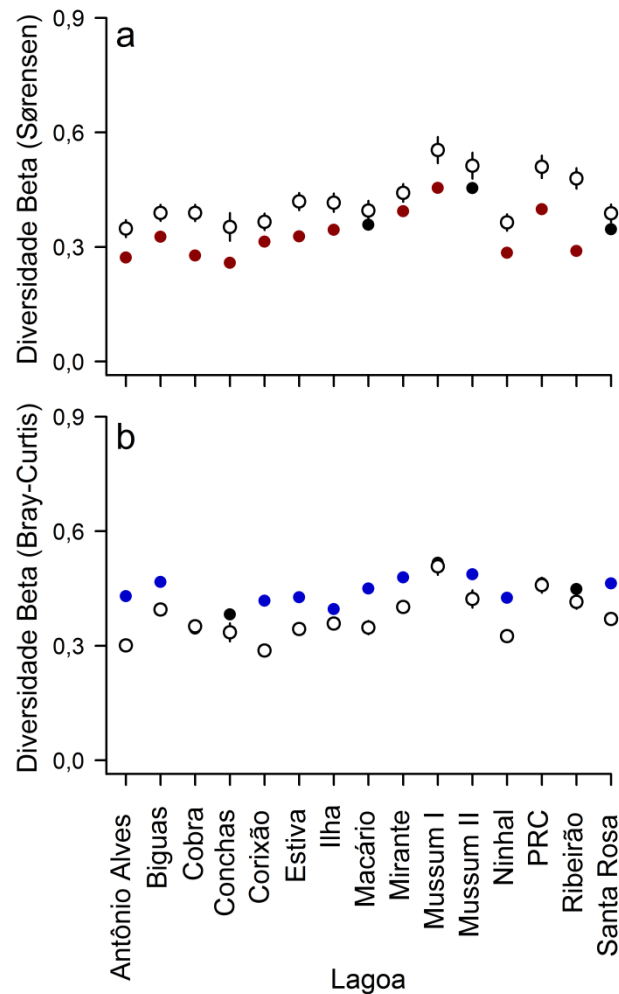 a
Diversidade Beta (Sørensen)
0,9
0,6
0,3
0,0
b
Diversidade Beta (Bray-Curtis)
0,9
0,6
0,3
0,0
Antônio Alves
Biguas
Cobra
Conchas
Corixão
Estiva
Ilha
Macário
Mirante
Mussum I
Mussum II
Ninhal
PRC
Ribeirão
Santa Rosa
Lagoa